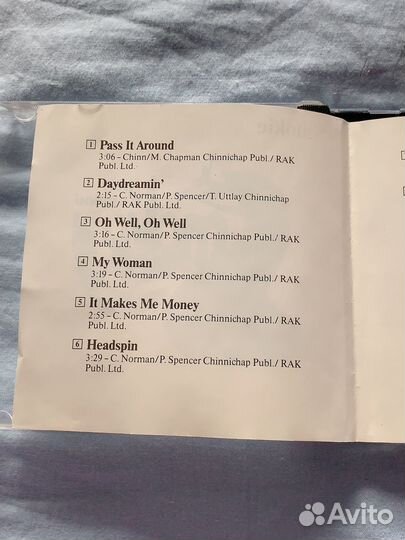 1 Pass It Around
3:06 – Chinn/M. Chapman Chinnichap Publ./ RAK
Publ. Ltd.
2 Daydreamin'
2:15 – C. Norman/P. Spencer/T. Uttlay Chinnichap
Publ./ RAK Publ. Ltd.
3 Oh Well, Oh Well
3:16 – C. Norman/P. Spencer Chinnichap Publ./ RAK
Publ. Ltd.
4 My Woman
3:19 – C. Norman/P. Spencer Chinnichap Publ./ RAK
Publ. Ltd.
5 It Makes Me Money
2:55 – C. Norman/P. Spencer Chinnichap Publ./ RAK
Publ. Ltd.
6 Headspin
3:29 – C. Norman/P. Spencer Chinnichap Publ./ RAK
Publ. Ltd.
Avito